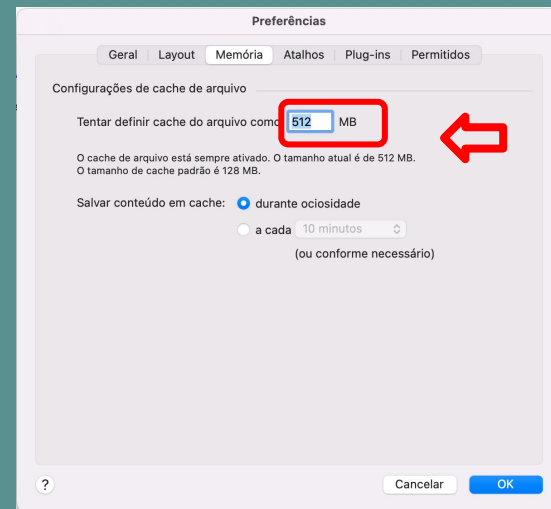 Preferências
Geral Layout Memória Atalhos Plug-ins Permitidos
Configurações de cache de arquivo
Tentar definir cache do arquivo como 512 MB
O cache de arquivo está sempre ativado. O tamanho atual é de 512 MB.
O tamanho de cache padrão é 128 MB.
Salvar conteúdo em cache: durante ociosidade
a cada 10 minutos
(ou conforme necessário)
? Cancelar OK